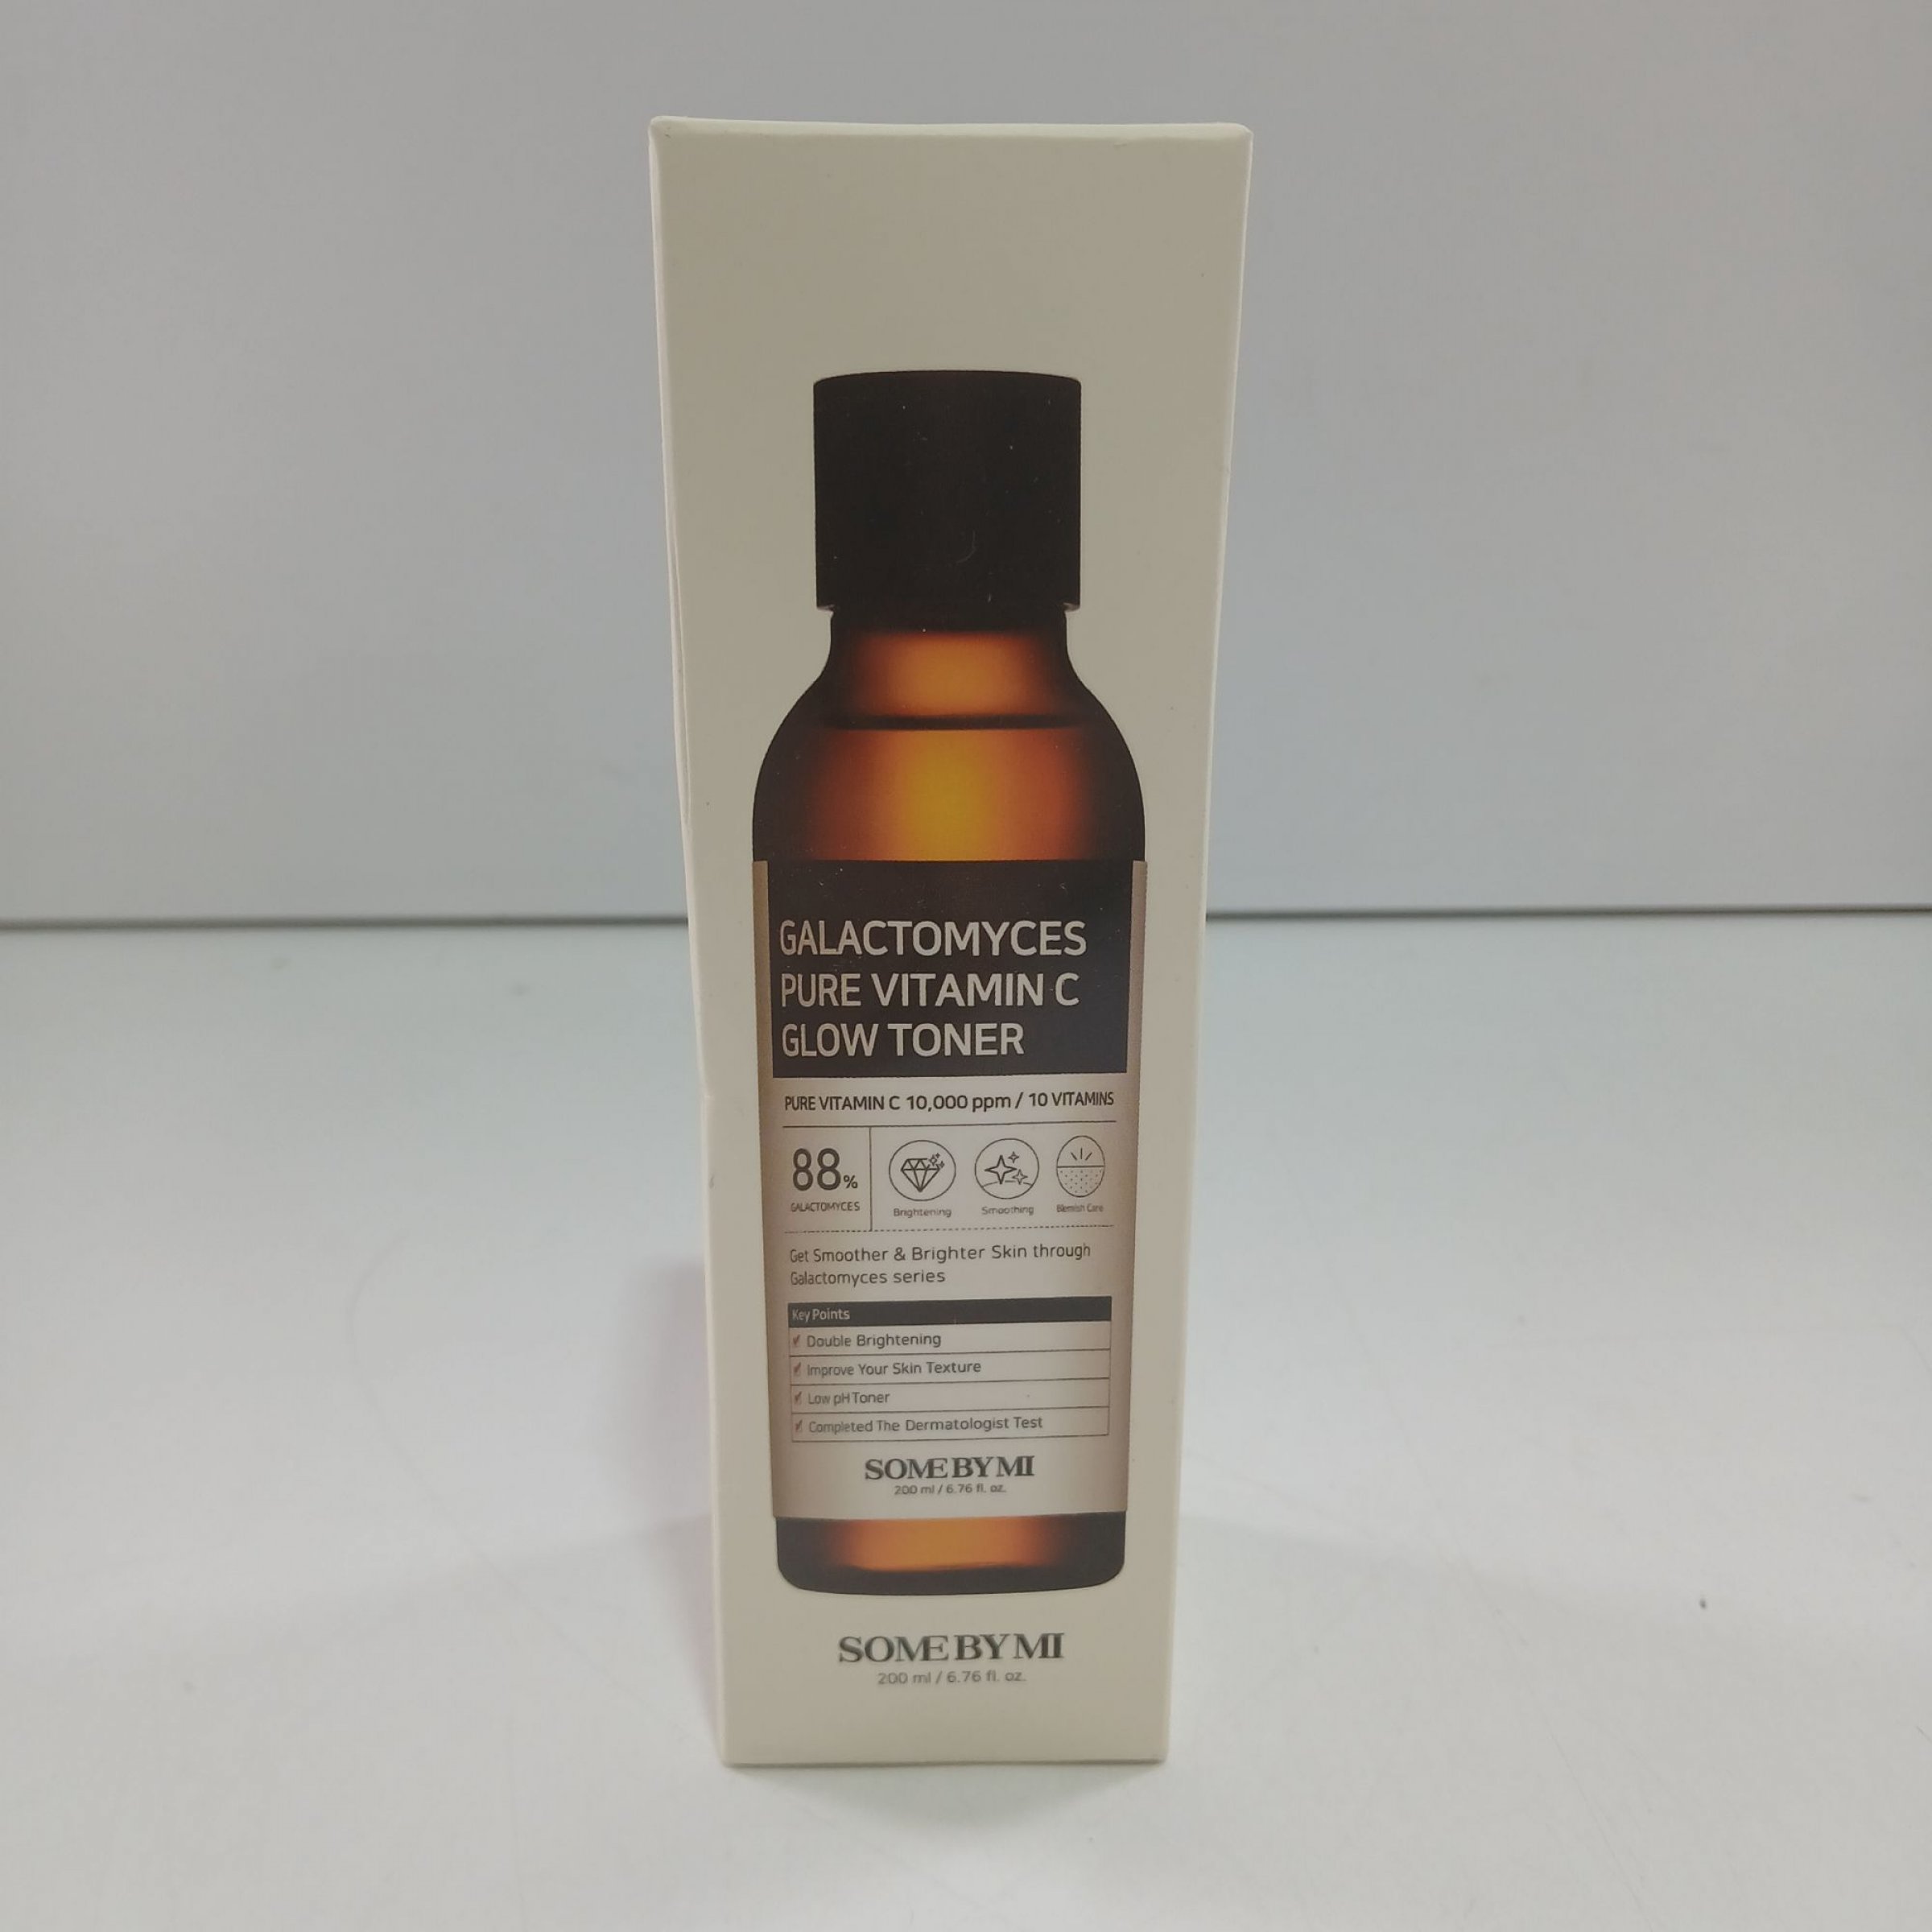 GALACTOMYCES
PURE VITAMIN C
GLOW TONER
PURE VITAMIN C 10,000 ppm / 10 VITAMINS
88%
GALACTOMYCES
Brightening
Smoothing
Blemish Care
Get Smoother & Brighter Skin through
Galactomyces series
Key Points
Double Brightening
Improve Your Skin Texture
Low pH Toner
Completed The Dermatologist Test
SOME BY MI
200 ml / 6.76 fl. oz.
SOME BY MI
200 ml / 6.76 fl. oz.